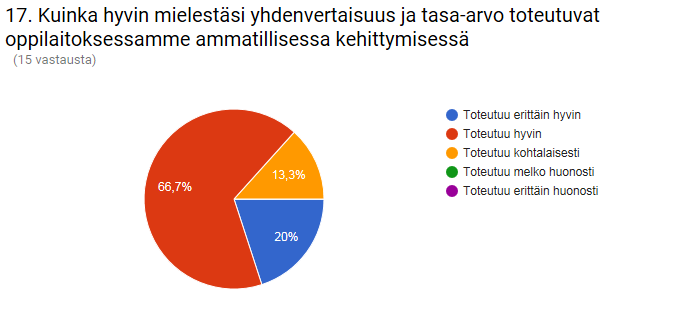 17. Kuinka hyvin mielestäsi yhdenvertaisuus ja tasa-arvo toteutuvat
oppilaitoksessamme ammatillisessa kehittymisessä
(15 vastausta)
Toteutuu erittäin hyvin
Toteutuu hyvin
Toteutuu kohtalaisesti
Toteutuu melko huonosti
Toteutuu erittäin huonosti
66,7%
13,3%
20%